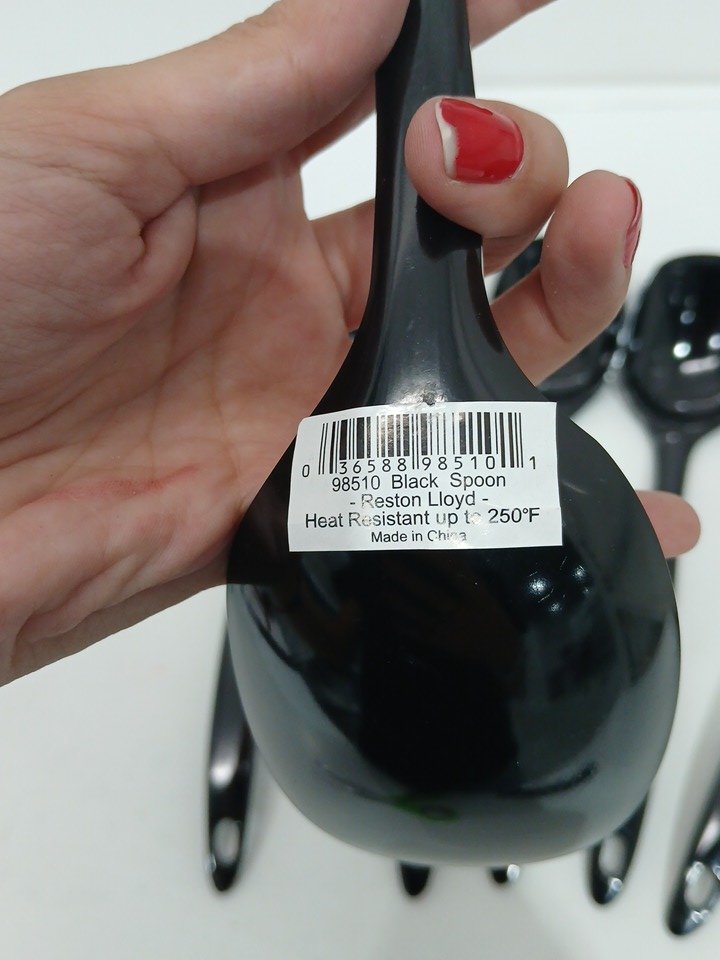 0 36588 98510 1
98510 Black Spoon
- Reston Lloyd -
Heat Resistant up to 250°F
Made in China